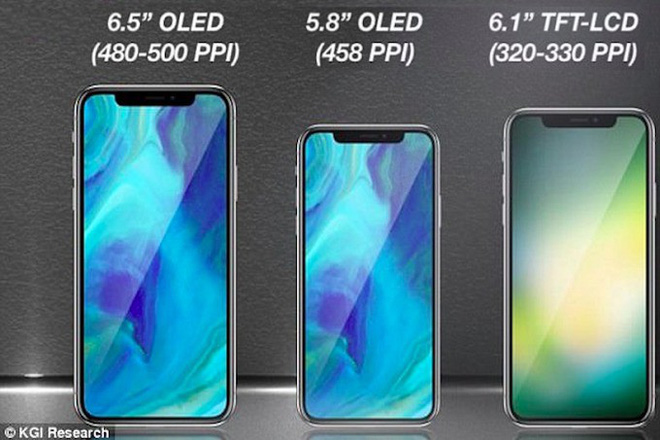 6.5” OLED
(480-500 PPI)
5.8” OLED
(458 PPI)
6.1” TFT-LCD
(320-330 PPI)
© KGI Research